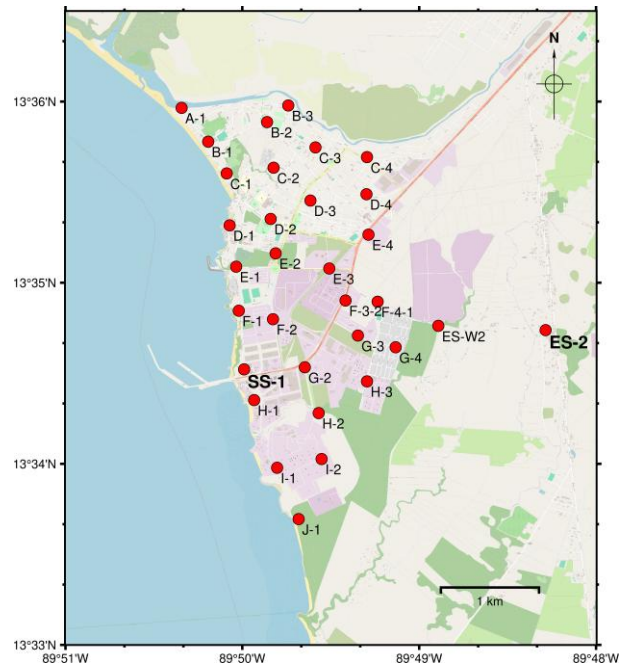 N
13°36'
B-3
A-1
B-2
B-1
C-3
C-4
C-2
C-1
D-4
D-3
D-2
D-1
E-4
E-2
E-1
E-3
13°35'
F-3-2
F-4-1
F-1
F-2
ES-W2
ES-2
G-3
G-4
SS-1
G-2
H-3
H-1
H-2
13°34'
I-2
I-1
J-1
1 km
13°33'
89°51'W
89°50'W
89°49'W
89°48'W